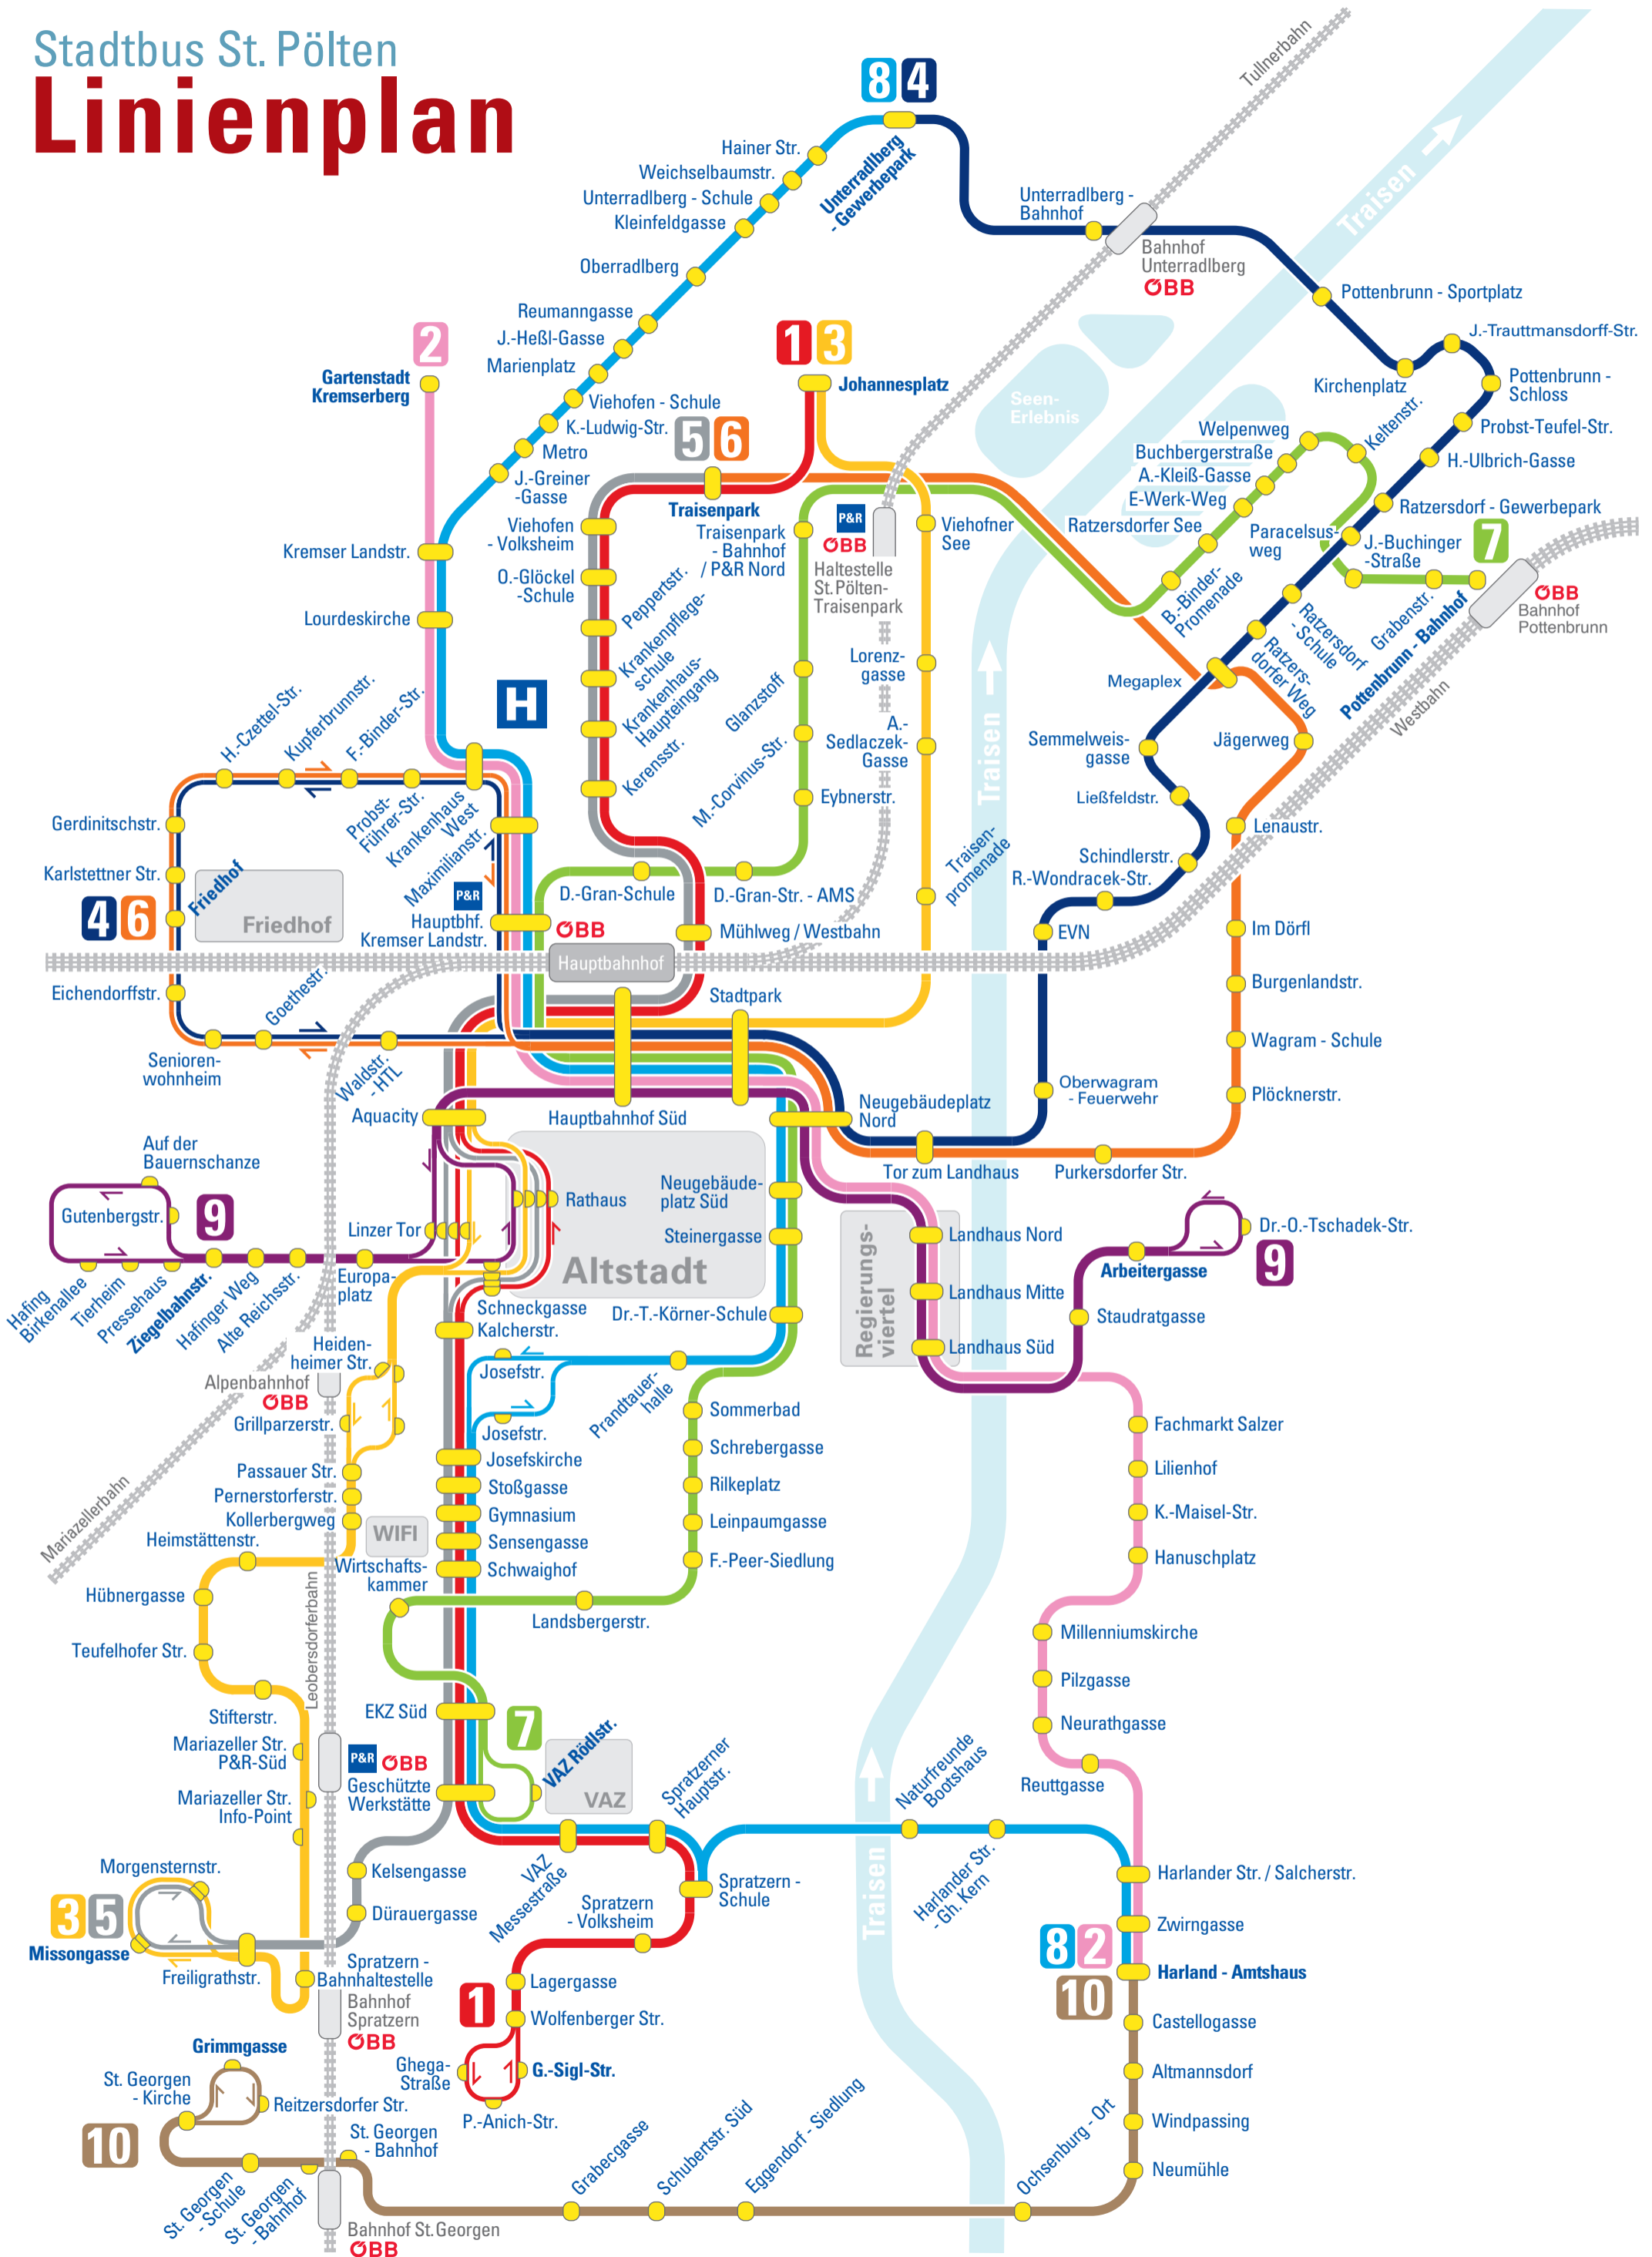 Stadtbus St. Pölten
Linienplan
8 4
Hainer Str.
Weichselbaumstr.
Unterradlberg - Schule
Kleinfeldgasse
Oberradlberg
Reumanngasse
J.-Heßl-Gasse
Marienplatz
Viehofen - Schule
K.-Ludwig-Str.
Metro
J.-Greiner
-Gasse
Unterradlberg
- Gewerbepark
Tullnerbahn
Traisen
Unterradlberg -
Bahnhof
Bahnhof
Unterradlberg
ÖBB
Pottenbrunn - Sportplatz
J.-Trauttmansdorff-Str.
Kirchenplatz
Pottenbrunn -
Schloss
Probst-Teufel-Str.
H.-Ulbrich-Gasse
Ratzersdorf - Gewerbepark
2
Gartenstadt
Kremserberg
1 3
Johannesplatz
5 6
Traisenpark
Seen-
Erlebnis
Welpenweg
Buchbergerstraße
A.-Kleiß-Gasse
E-Werk-Weg
Ratzersdorfer See
Keltenstr.
Paracelsus-
weg
J.-Buchinger
-Straße
7
Grabenstr.
Pottenbrunn - Bahnhof
ÖBB
Bahnhof
Pottenbrunn
Westbahn
B.-Binder-
Promenade
Ratzersdorf
- Schule
Ratzers-
dorfer Weg
Megaplex
Kremser Landstr.
Lourdeskirche
Viehofen
- Volksheim
O.-Glöckel
-Schule
Peppertstr.
Krankenpflege-
schule
Krankenhaus-
Haupteingang
Kerensstr.
Traisenpark
- Bahnhof
/ P&R Nord
P&R
ÖBB
Haltestelle
St.Pölten-
Traisenpark
Viehofner
See
Lorenz-
gasse
A.-
Sedlaczek-
Gasse
Glanzstoff
M.-Corvinus-Str.
Eybnerstr.
Traisen-
promenade
Traisen
Semmelweis-
gasse
Ließfeldstr.
Schindlerstr.
R.-Wondracek-Str.
EVN
Jägerweg
Lenaustr.
Im Dörfl
Burgenlandstr.
Wagram - Schule
Plöcknerstr.
Oberwagram
- Feuerwehr
H
H.-Czettel-Str.
Kupferbrunnstr.
F.-Binder-Str.
Probst-
Führer-Str.
Krankenhaus
West
Maximilianstr.
Gerdinitschstr.
Karlstettner Str.
4 6
Friedhof
Friedhof
P&R
Hauptbhf.
Kremser Landstr.
ÖBB
Hauptbahnhof
D.-Gran-Schule
D.-Gran-Str. - AMS
Mühlweg / Westbahn
Stadtpark
Eichendorffstr.
Goethestr.
Senioren-
wohnheim
Waldstr.
- HTL
Aquacity
Hauptbahnhof Süd
Neugebäudeplatz
Nord
Tor zum Landhaus
Purkersdorfer Str.
Auf der
Bauernschanze
Gutenbergstr.
9
Linzer Tor
Rathaus
Altstadt
Neugebäude-
platz Süd
Steinergasse
Dr.-T.-Körner-Schule
Regierungs-
viertel
Landhaus Nord
Landhaus Mitte
Landhaus Süd
Arbeitergasse
Dr.-O.-Tschadek-Str.
9
Staudratgasse
Hafing
Birkenallee
Tierheim
Pressehaus
Ziegelbahnstr.
Hafinger Weg
Alte Reichsstr.
Europa-
platz
Schneckgasse
Kalcherstr.
Heiden-
heimer Str.
Alpenbahnhof
ÖBB
Grillparzerstr.
Josefstr.
Josefstr.
Prandtauer-
halle
Sommerbad
Schrebergasse
Rilkeplatz
Leinpaumgasse
F.-Peer-Siedlung
Fachmarkt Salzer
Lilienhof
K.-Maisel-Str.
Hanuschplatz
Mariazellerbahn
Passauer Str.
Pernerstorferstr.
Kollerbergweg
Heimstättenstr.
WIFI
Wirtschafts-
kammer
Josefskirche
Stoßgasse
Gymnasium
Sensengasse
Schwaighof
Hübnergasse
Teufelhofer Str.
Leobersdorferbahn
Landsbergerstr.
Millenniumskirche
Pilzgasse
Neurathgasse
Reuttgasse
Stifterstr.
Mariazeller Str.
P&R-Süd
Mariazeller Str.
Info-Point
EKZ Süd
P&R ÖBB
Geschützte
Werkstätte
7
VAZ Rödlstr.
VAZ
Spratzerner
Hauptstr.
Naturfreunde
Bootshaus
Traisen
VAZ
Messestraße
Harlander Str.
- Gh. Kern
Harlander Str. / Salcherstr.
Zwirngasse
8 2
Harland - Amtshaus
10
Morgensternstr.
3 5
Missongasse
Freiligrathstr.
Kelsengasse
Dürauergasse
Spratzern -
Bahnhaltestelle
Bahnhof
Spratzern
ÖBB
Spratzern -
Schule
Spratzern
- Volksheim
Lagergasse
1
Wolfenberger Str.
Ghega-
Straße
G.-Sigl-Str.
P.-Anich-Str.
Castellogasse
Altmannsdorf
Windpassing
Neumühle
Grimmgasse
St. Georgen
- Kirche
Reitzersdorfer Str.
10
St. Georgen
- Bahnhof
St. Georgen
- Schule
St. Georgen
- Bahnhof
Bahnhof St.Georgen
ÖBB
Grabecgasse
Schubertstr. Süd
Eggendorf - Siedlung
Ochsenburg - Ort